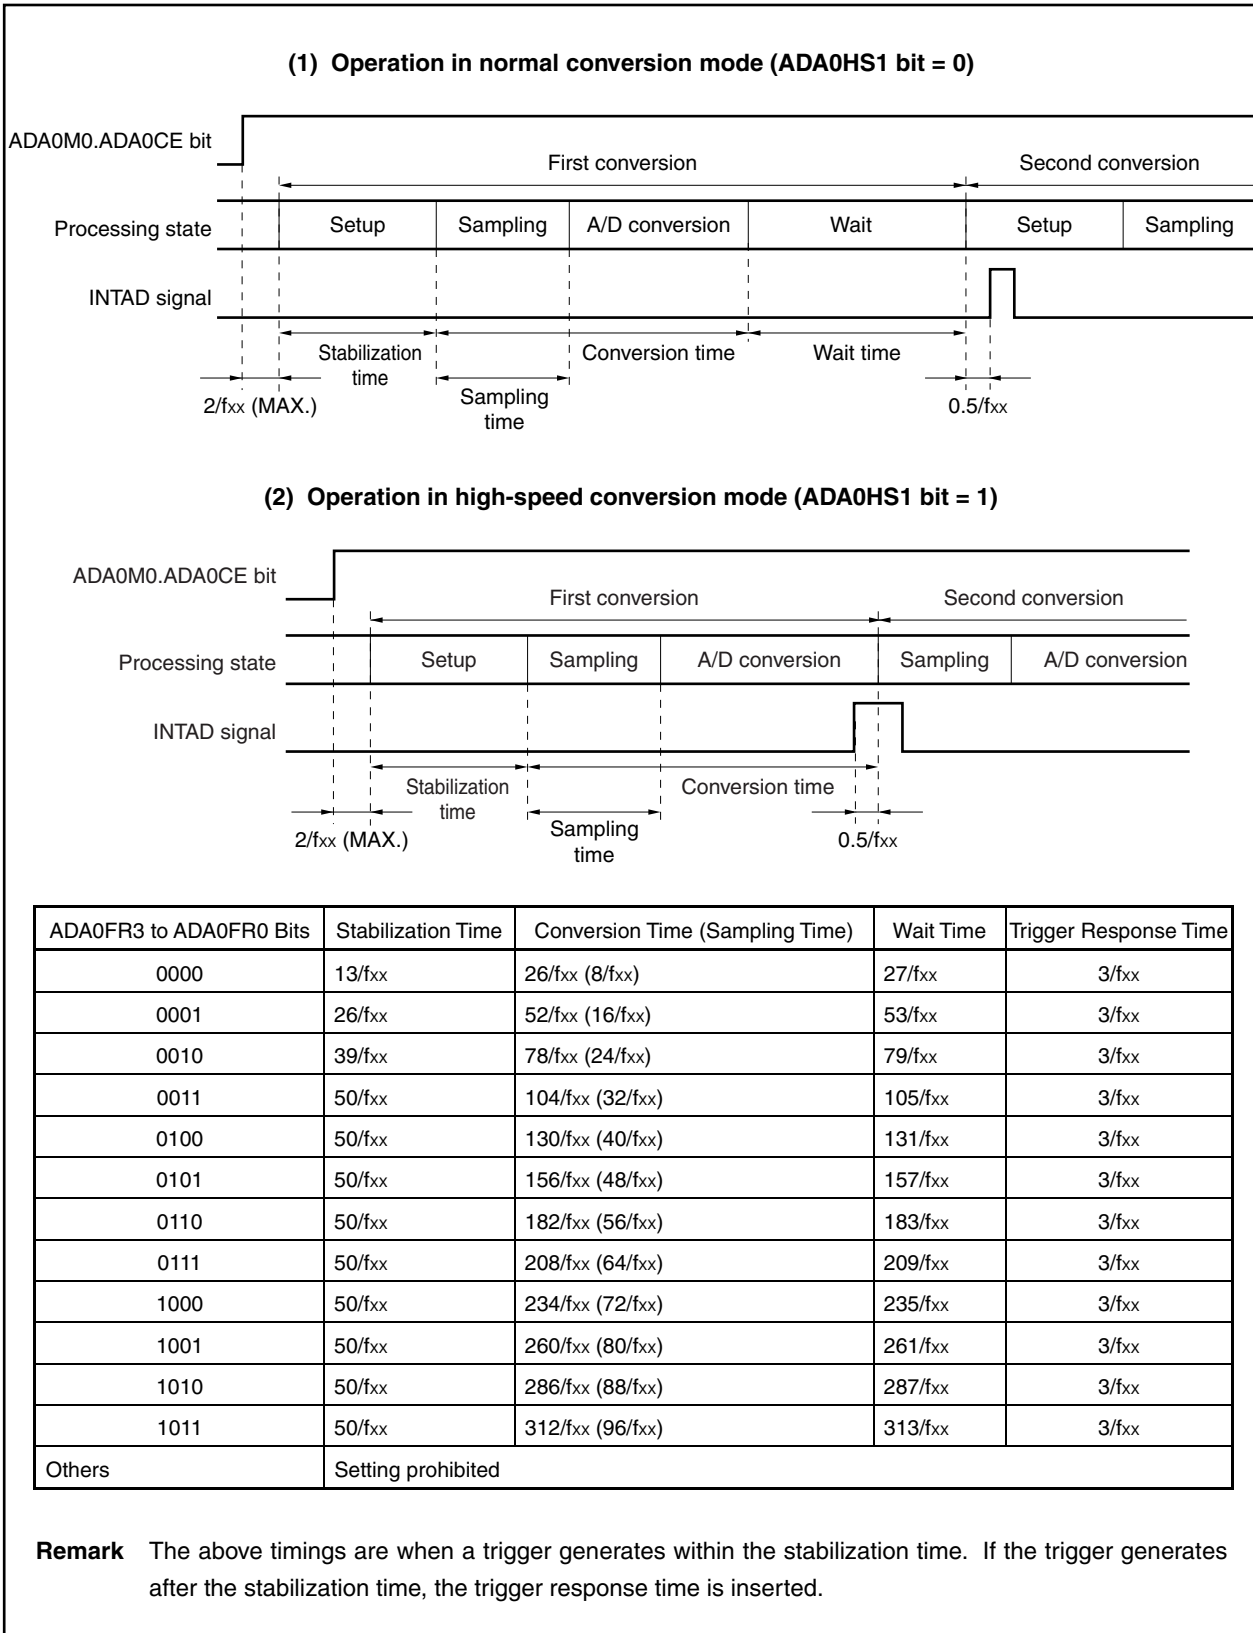 (1) Operation in normal conversion mode (ADA0HS1 bit = 0)
ADA0M0.ADA0CE bit
First conversion
Second conversion
Processing state
Setup
Sampling
A/D conversion
Wait
Setup
Sampling
INTAD signal
Stabilization
time
Conversion time
Wait time
2/fxx (MAX.)
Sampling
time
0.5/fxx
(2) Operation in high-speed conversion mode (ADA0HS1 bit = 1)
ADA0M0.ADA0CE bit
First conversion
Second conversion
Processing state
Setup
Sampling
A/D conversion
Sampling
A/D conversion
INTAD signal
Stabilization
time
Conversion time
2/fxx (MAX.)
Sampling
time
0.5/fxx
ADA0FR3 to ADA0FR0 Bits Stabilization Time Conversion Time (Sampling Time) Wait Time Trigger Response Time
0000 13/fxx 26/fxx (8/fxx) 27/fxx 3/fxx
0001 26/fxx 52/fxx (16/fxx) 53/fxx 3/fxx
0010 39/fxx 78/fxx (24/fxx) 79/fxx 3/fxx
0011 50/fxx 104/fxx (32/fxx) 105/fxx 3/fxx
0100 50/fxx 130/fxx (40/fxx) 131/fxx 3/fxx
0101 50/fxx 156/fxx (48/fxx) 157/fxx 3/fxx
0110 50/fxx 182/fxx (56/fxx) 183/fxx 3/fxx
0111 50/fxx 208/fxx (64/fxx) 209/fxx 3/fxx
1000 50/fxx 234/fxx (72/fxx) 235/fxx 3/fxx
1001 50/fxx 260/fxx (80/fxx) 261/fxx 3/fxx
1010 50/fxx 286/fxx (88/fxx) 287/fxx 3/fxx
1011 50/fxx 312/fxx (96/fxx) 313/fxx 3/fxx
Others Setting prohibited
Remark The above timings are when a trigger generates within the stabilization time. If the trigger generates
after the stabilization time, the trigger response time is inserted.